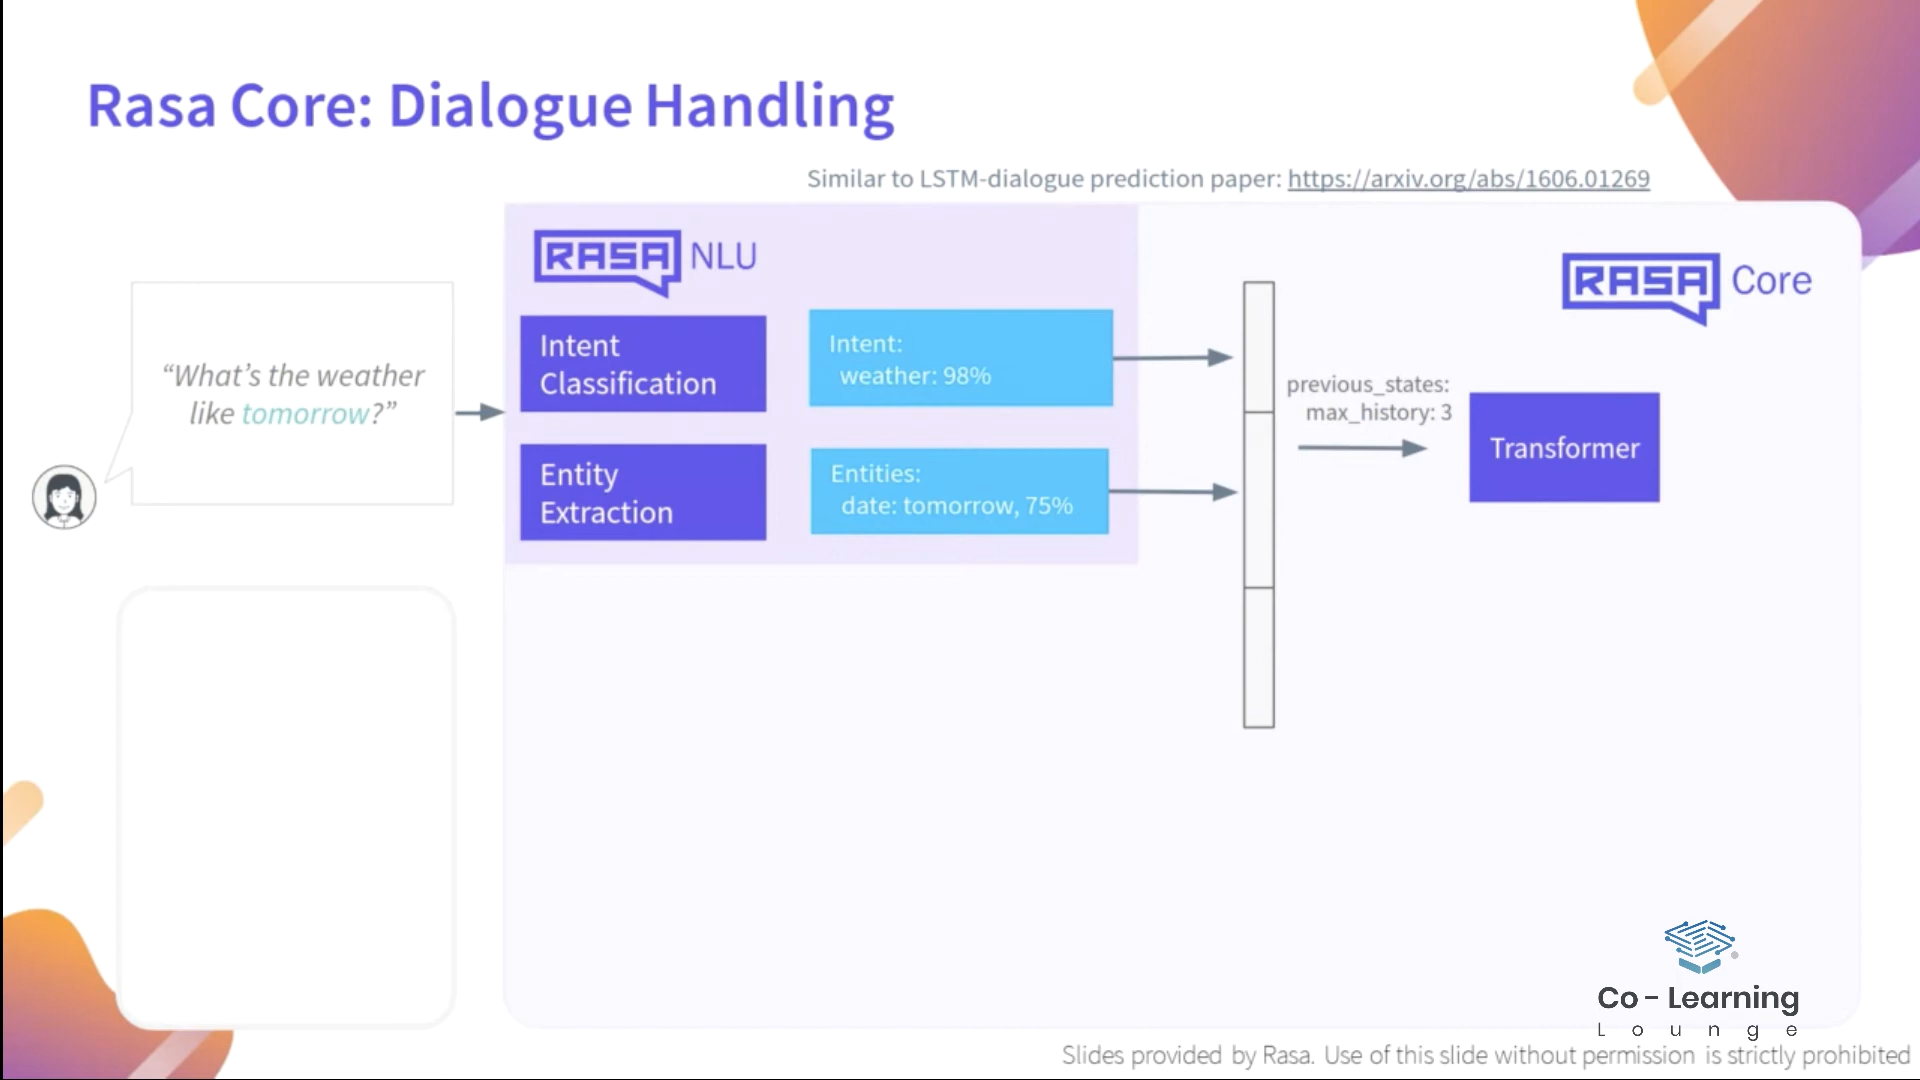 Rasa Core: Dialogue Handling
Similar to LSTM-dialogue prediction paper: https://arxiv.org/abs/1606.01269
RASA NLU
RASA Core
“What’s the weather
like tomorrow?”
Intent
Classification
Intent:
weather: 98%
Entity
Extraction
Entities:
date: tomorrow, 75%
previous_states:
max_history: 3
Transformer
Co - Learning
Lounge
Slides provided by Rasa. Use of this slide without permission is strictly prohibited